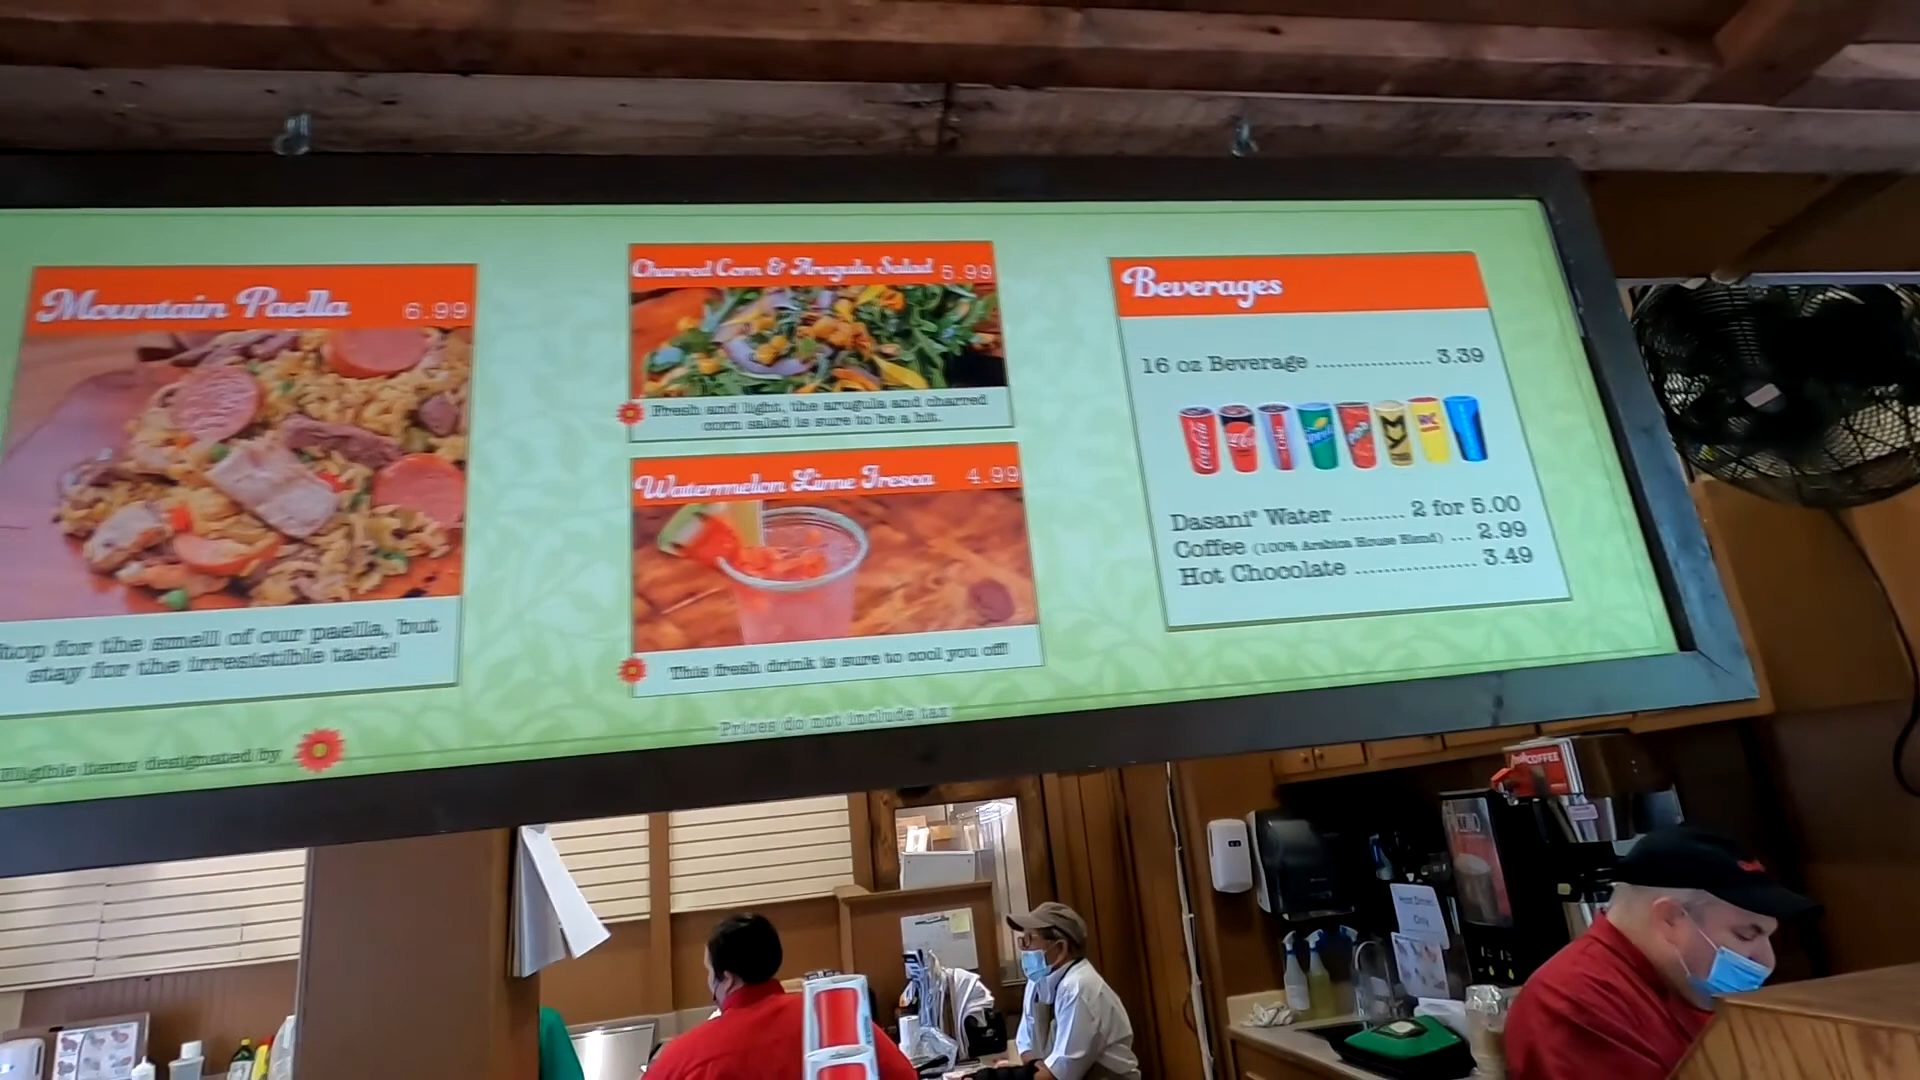 Mountain Paella 6.99
stay for the irresistible taste!
designated by
Charred Corn & Arugula Salad 5.99
Fresh and light, the arugula and charred
corn salad is sure to be a hit.
Watermelon Lime Fresca 4.99
This fresh drink is sure to cool you off!
Prices do not include tax
Beverages
16 oz Beverage ................ 3.39
Dasani® Water ......... 2 for 5.00
Coffee (100% Arabica House Blend) ... 2.99
Hot Chocolate ................. 3.49
for the smell of our paella, but
items
COFFEE
Only